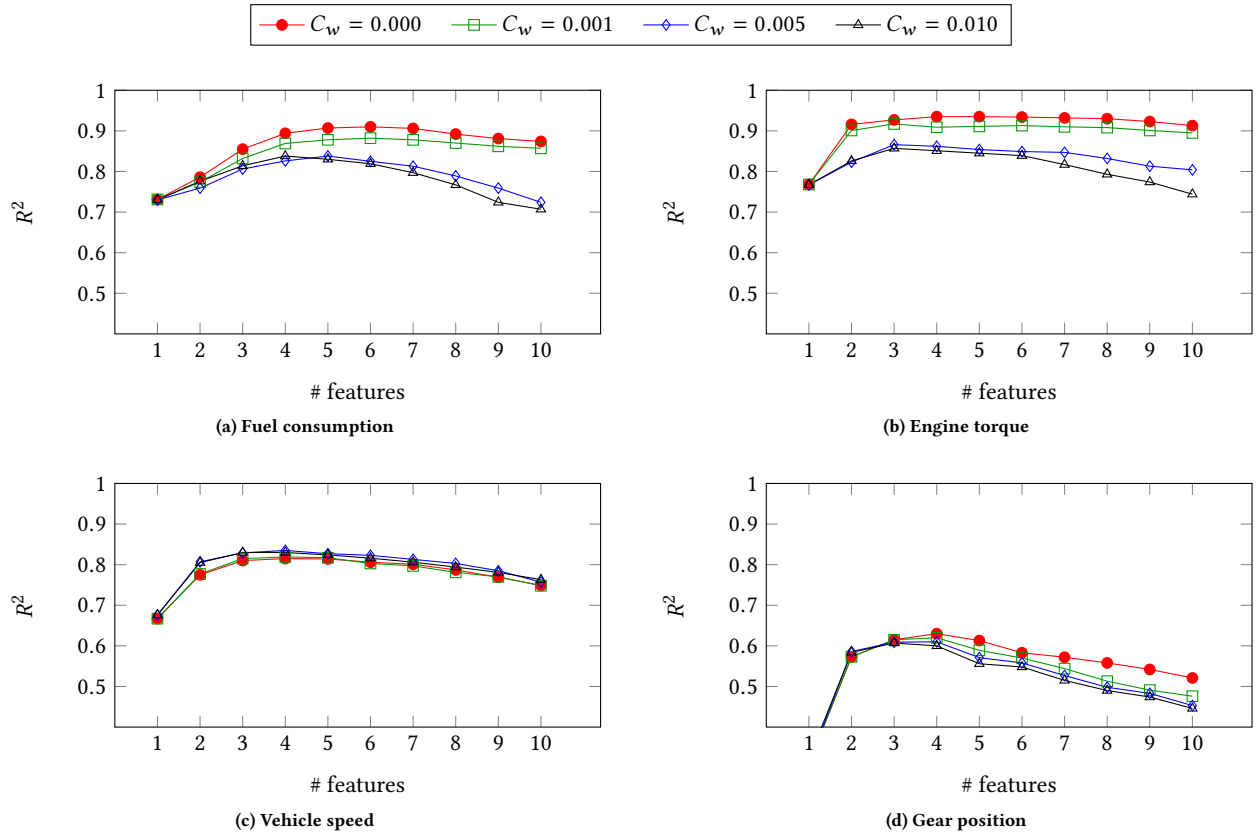 C_w = 0.000 C_w = 0.001 C_w = 0.005 C_w = 0.010
1
0.9
0.8
0.7
0.6
0.5
R²
1 2 3 4 5 6 7 8 9 10
# features
(a) Fuel consumption
1
0.9
0.8
0.7
0.6
0.5
R²
1 2 3 4 5 6 7 8 9 10
# features
(b) Engine torque
1
0.9
0.8
0.7
0.6
0.5
R²
1 2 3 4 5 6 7 8 9 10
# features
(c) Vehicle speed
1
0.9
0.8
0.7
0.6
0.5
R²
1 2 3 4 5 6 7 8 9 10
# features
(d) Gear position